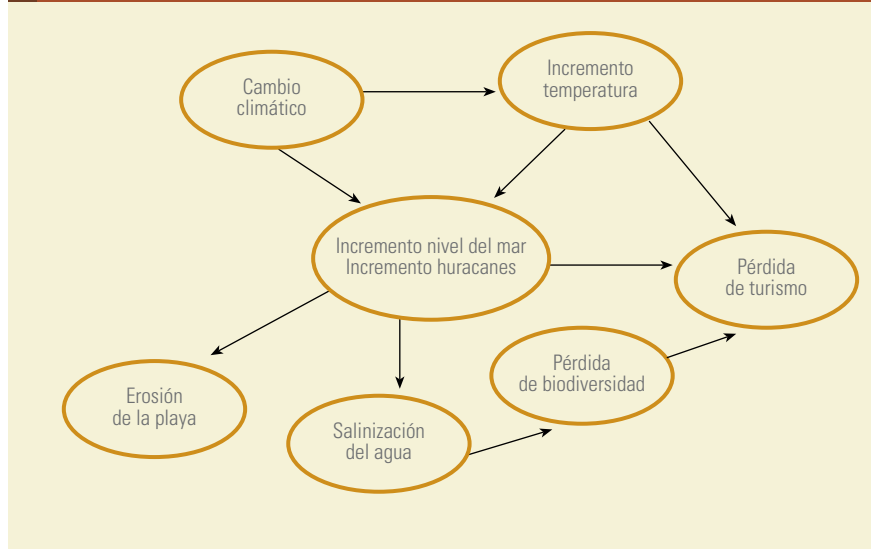 Cambio
climático
Incremento
temperatura
Incremento nivel del mar
Incremento huracanes
Pérdida
de turismo
Pérdida
de biodiversidad
Erosión
de la playa
Salinización
del agua